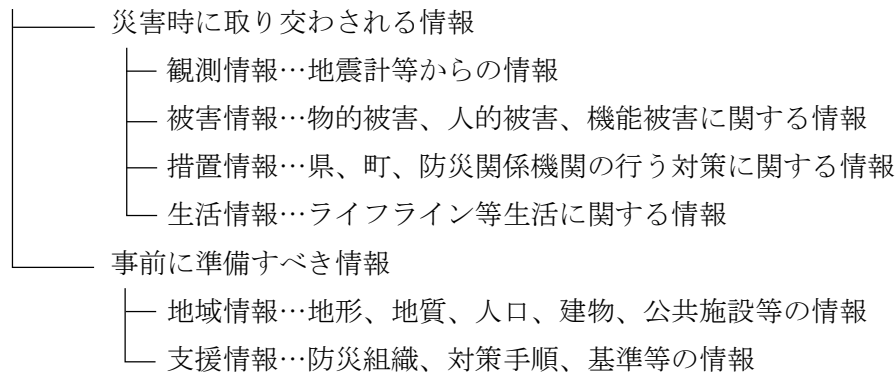 災害時に取り交わされる情報
観測情報…地震計等からの情報
被害情報…物的被害、人的被害、機能被害に関する情報
措置情報…県、町、防災関係機関の行う対策に関する情報
生活情報…ライフライン等生活に関する情報
事前に準備すべき情報
地域情報…地形、地質、人口、建物、公共施設等の情報
支援情報…防災組織、対策手順、基準等の情報